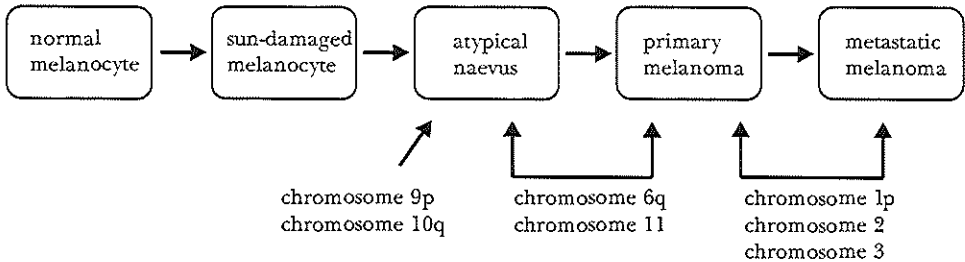 normal
melanocyte
sun-damaged
melanocyte
atypical
naevus
primary
melanoma
metastatic
melanoma
chromosome 9p
chromosome 10q
chromosome 6q
chromosome 11
chromosome 1p
chromosome 2
chromosome 3